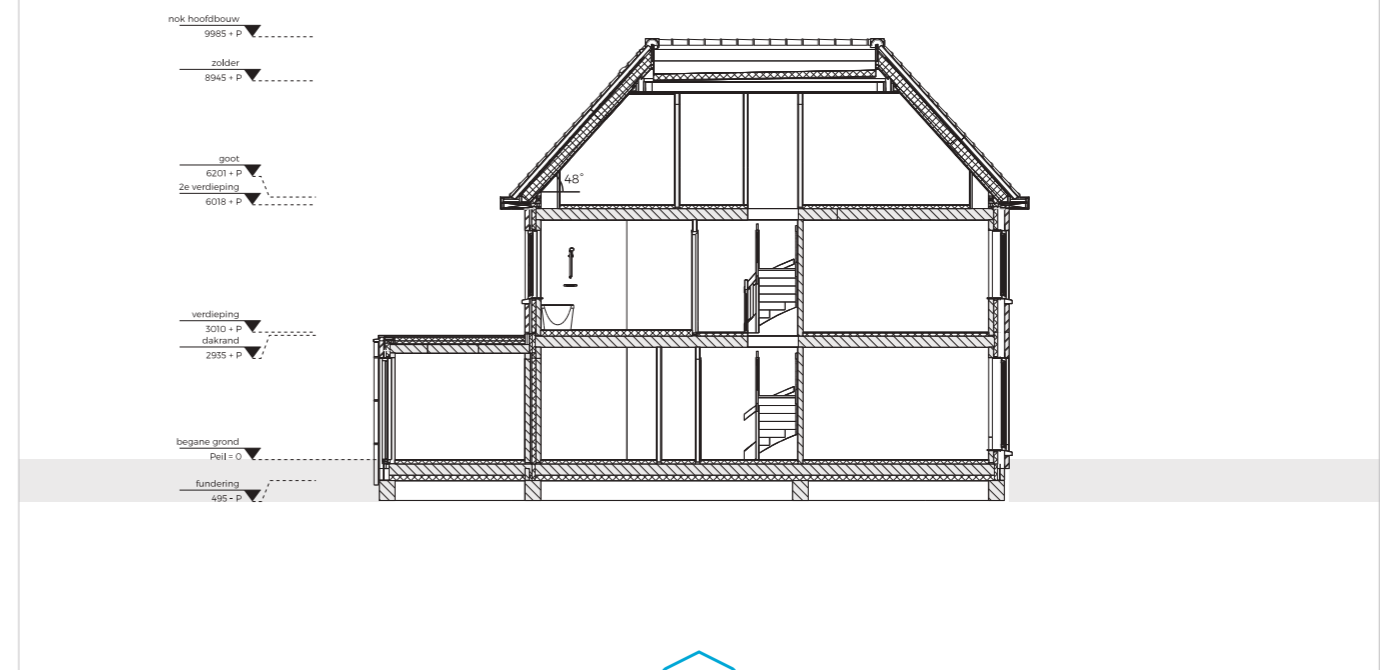 nok hoofdbouw
9985 + P
zolder
8945 + P
goot
6201 + P
2e verdieping
6018 + P
48°
verdieping
3010 + P
dakrand
2935 + P
begane grond
Peil = 0
fundering
495 - P